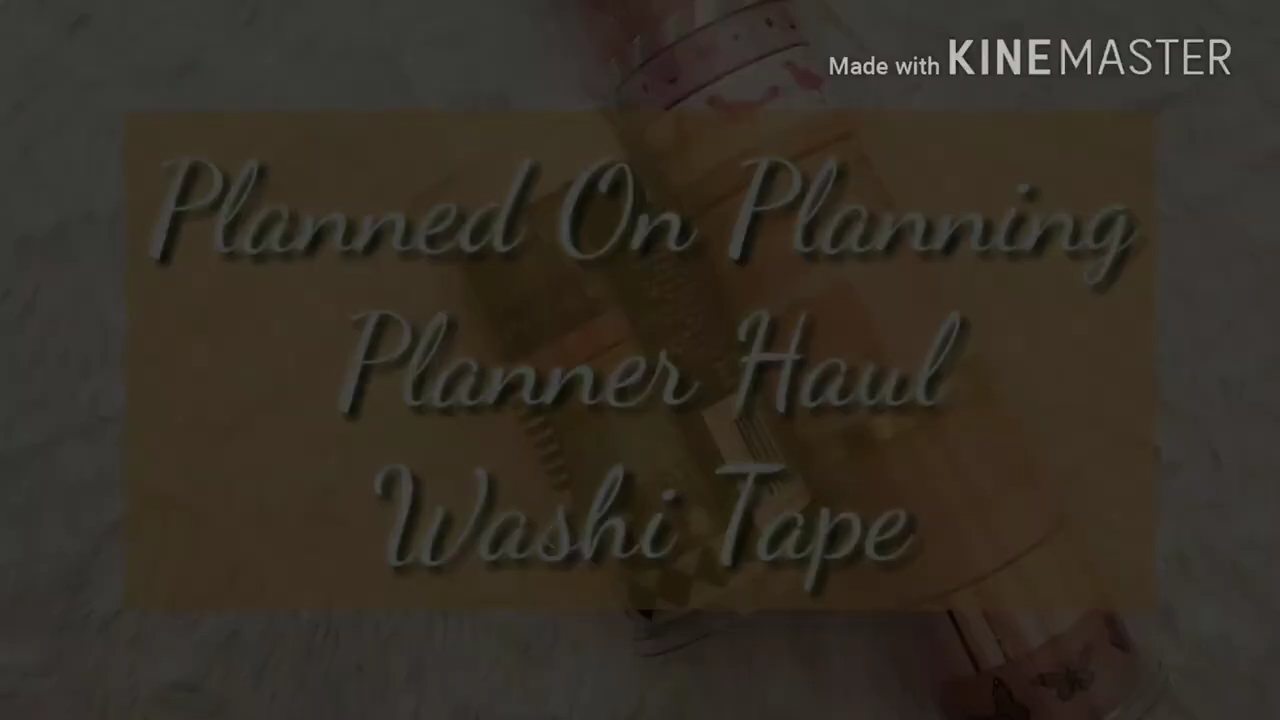 Made with KINEMASTER
Planned On Planning
Planner Haul
Washi Tape